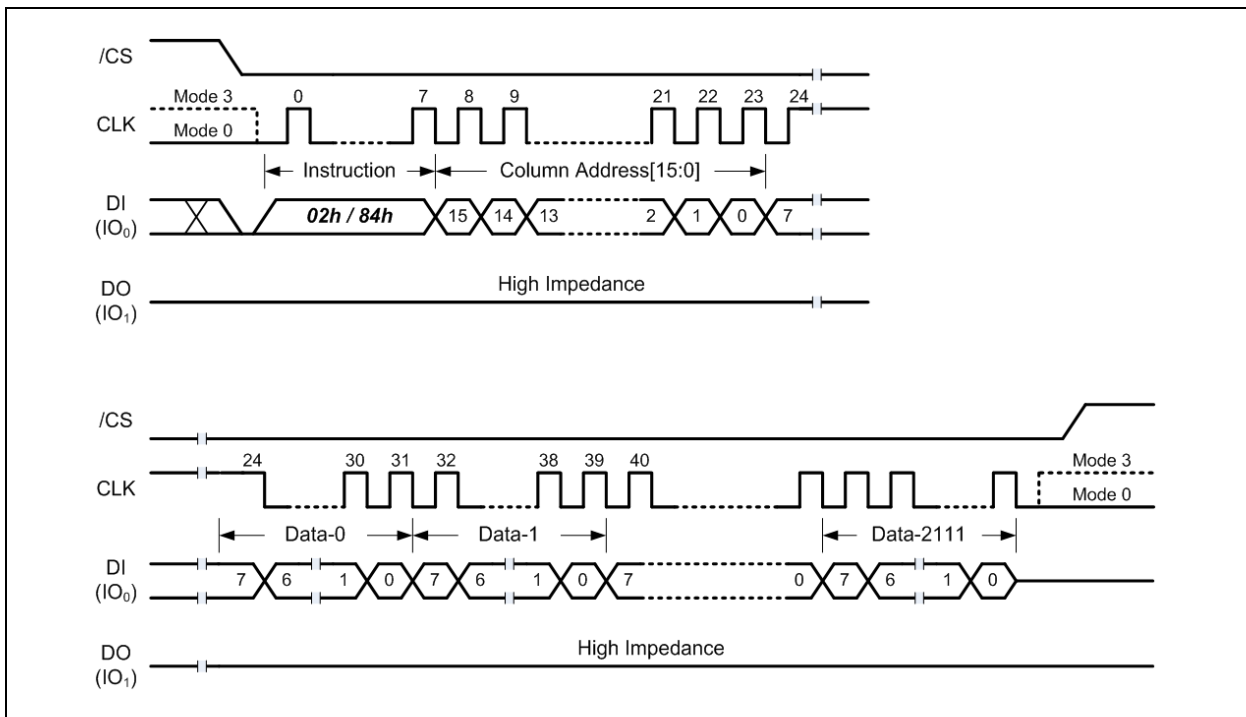 /CS
Mode 3 0 7 8 9 21 22 23 24
CLK
Mode 0
Instruction Column Address[15:0]
DI
(IO₀)
02h / 84h 15 14 13 2 1 0 7
DO
(IO₁)
High Impedance
/CS
24 30 31 32 38 39 40 Mode 3
CLK
Mode 0
Data-0 Data-1 Data-2111
DI
(IO₀)
7 6 1 0 7 6 1 0 7 0 7 6 1 0
DO
(IO₁)
High Impedance